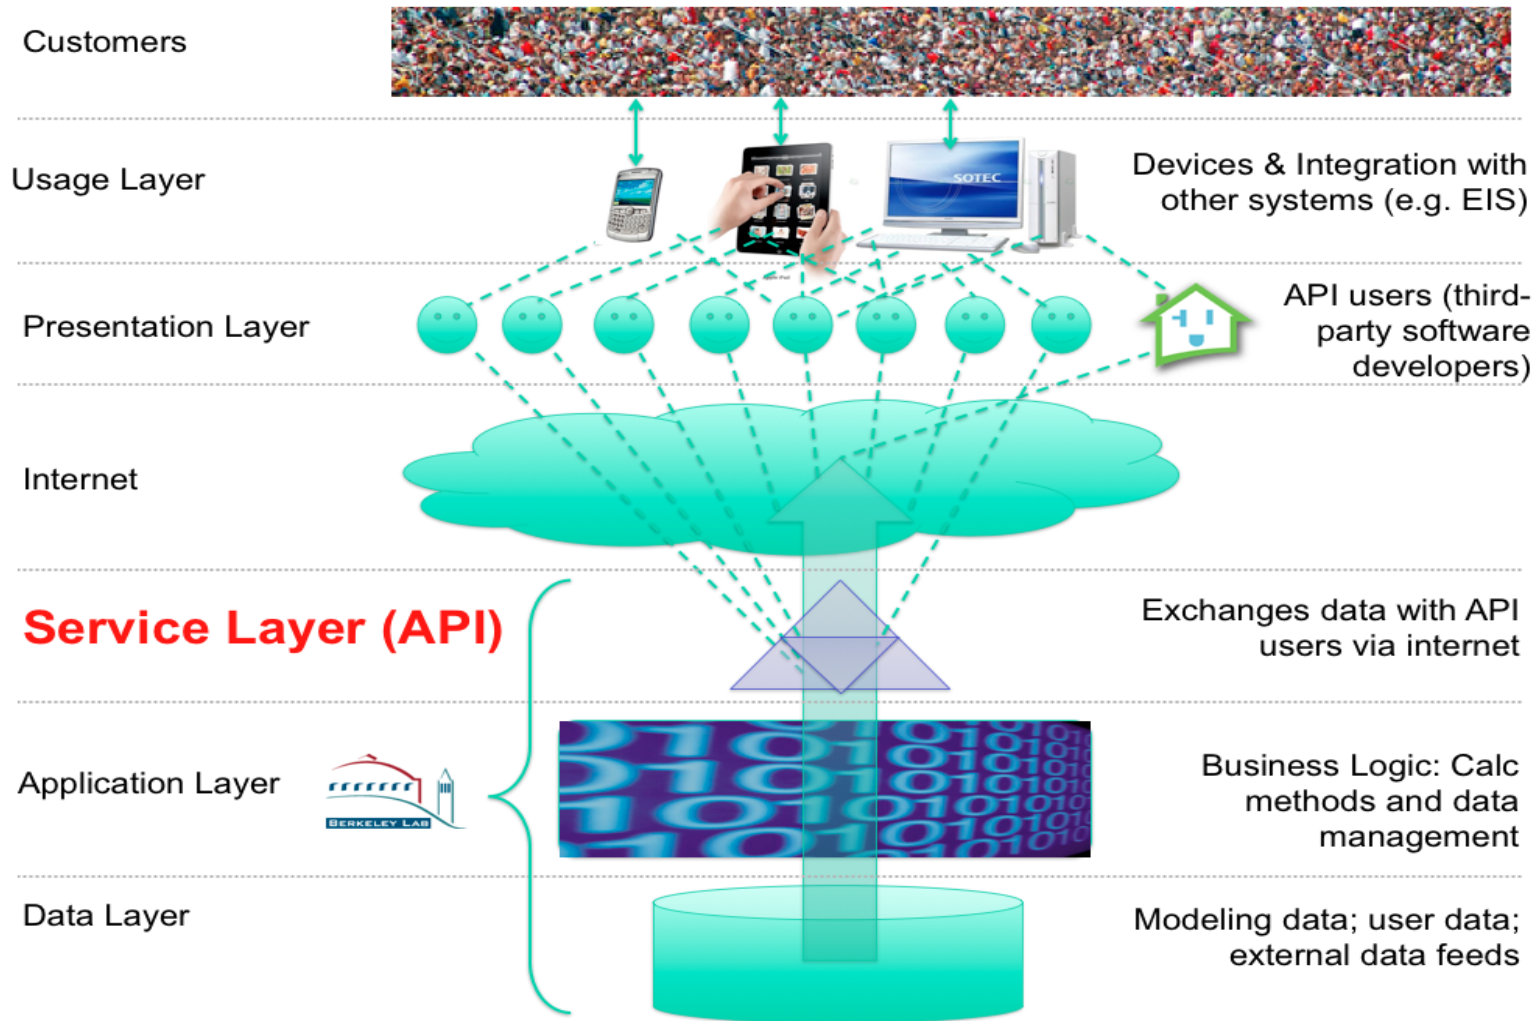 Customers
Usage Layer
SOTEC
Devices & Integration with
other systems (e.g. EIS)
Presentation Layer
API users (third-
party software
developers)
Internet
Service Layer (API)
Exchanges data with API
users via internet
Application Layer
BERKELEY LAB
Business Logic: Calc
methods and data
management
Data Layer
Modeling data; user data;
external data feeds